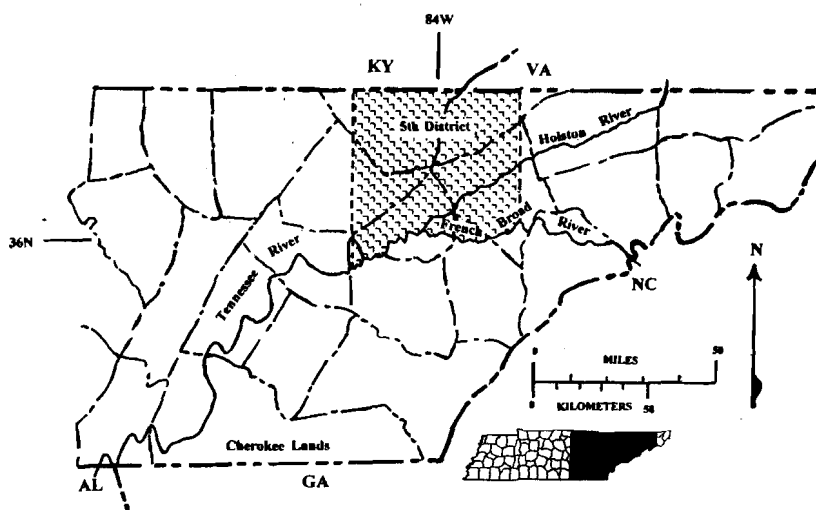 84W
KY
VA
5th District
Holston River
36N
French Broad River
Tennessee River
N
NC
0 50
MILES
KILOMETERS 50
Cherokee Lands
AL
GA